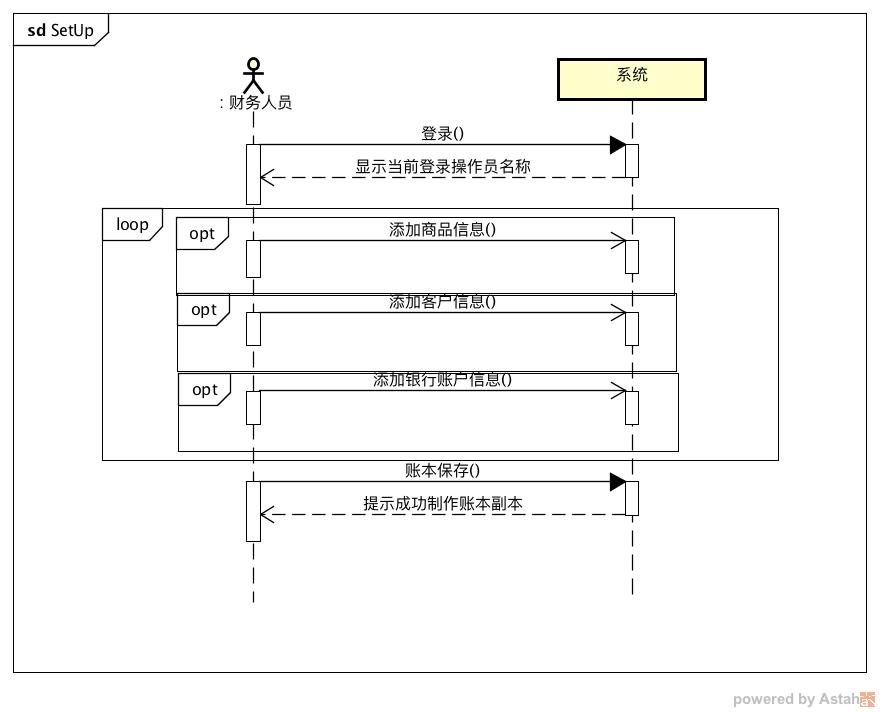 sd SetUp
: 财务人员
系统
登录()
显示当前登录操作员名称
loop
opt
添加商品信息()
opt
添加客户信息()
opt
添加银行账户信息()
账本保存()
提示成功制作账本副本
powered by Astah